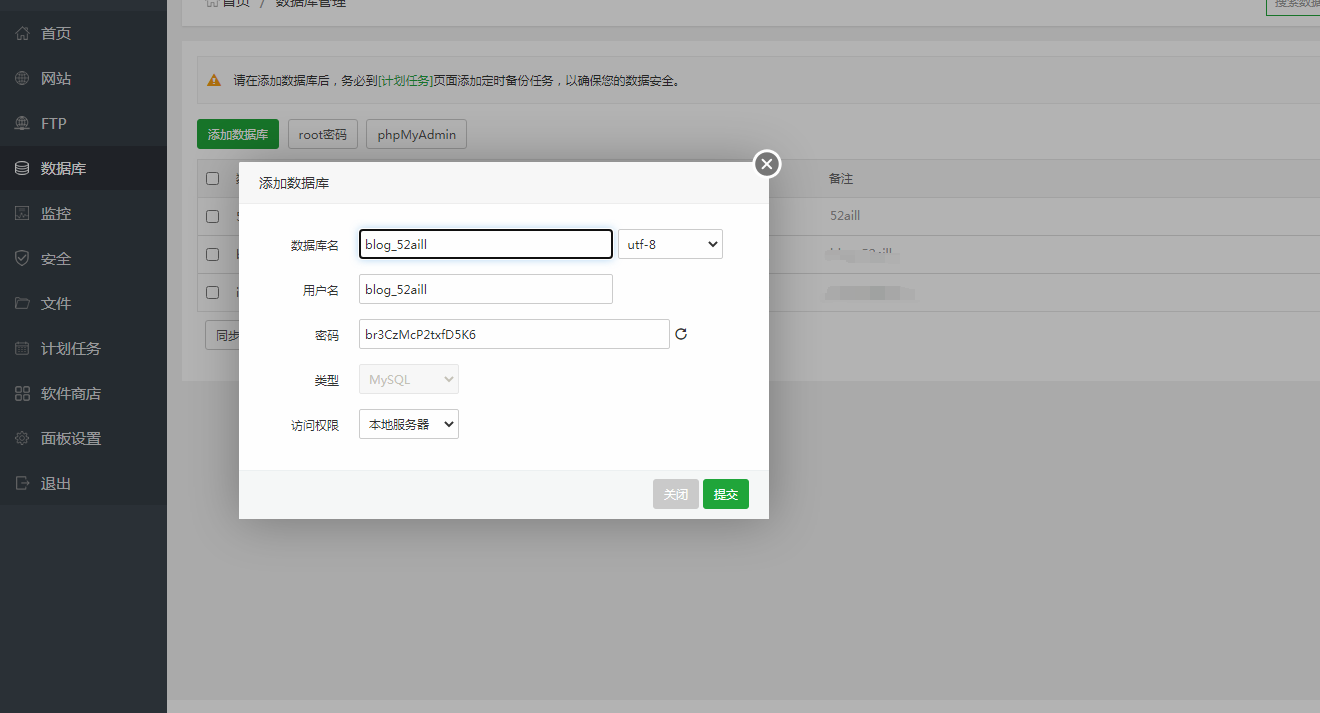 首页 / 数据库管理
搜索数据
首页
网站
FTP
数据库
监控
安全
文件
计划任务
软件商店
面板设置
退出
请在添加数据库后，务必到[计划任务]页面添加定时备份任务，以确保您的数据安全。
添加数据库 root密码 phpMyAdmin
备注
52aill
同步
添加数据库
数据库名 blog_52aill utf-8
用户名 blog_52aill
密码 br3CzMcP2txfD5K6
类型 MySQL
访问权限 本地服务器
关闭 提交